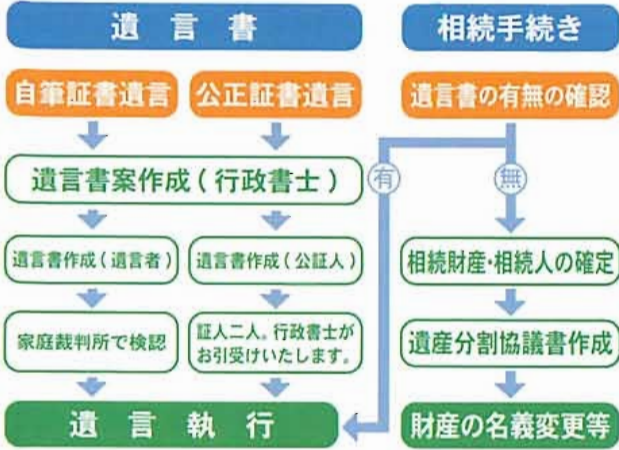 遺言書
相続手続き
自筆証書遺言
公正証書遺言
遺言書の有無の確認
遺言書案作成(行政書士)
有
無
遺言書作成(遺言者)
遺言書作成(公証人)
相続財産・相続人の確定
家庭裁判所で検認
証人二人。行政書士が
お引受けいたします。
遺産分割協議書作成
遺言執行
財産の名義変更等